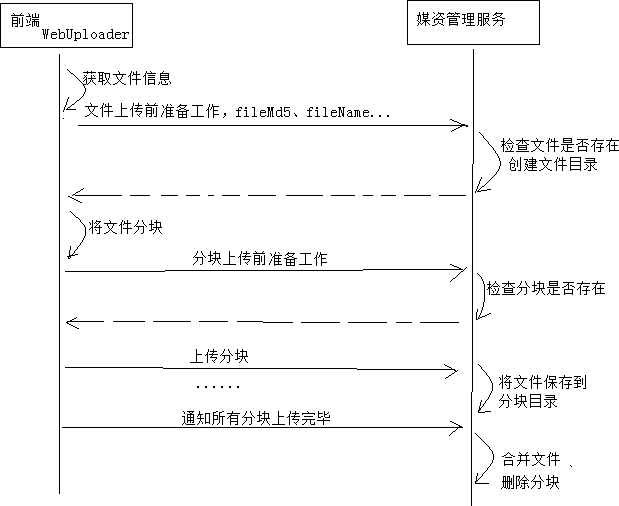 前端
WebUploader
媒资管理服务
获取文件信息
文件上传前准备工作，fileMd5、fileName...
检查文件是否存在
创建文件目录
将文件分块
分块上传前准备工作
检查分块是否存在
上传分块
......
将文件保存到
分块目录
通知所有分块上传完毕
合并文件、
删除分块